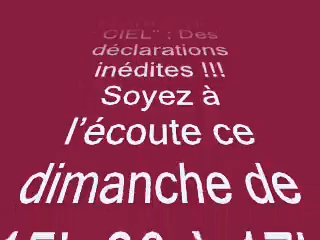 CIEL" : Des
déclarations
inédites !!!
Soyez à
l'écoute ce
dimanche de